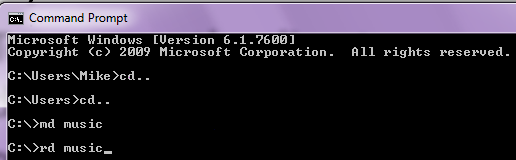 Command Prompt
Microsoft Windows [Version 6.1.7600]
Copyright (c) 2009 Microsoft Corporation.  All rights reserved.
C:\Users\Mike>cd..
C:\Users>cd..
C:\>md music
C:\>rd music_